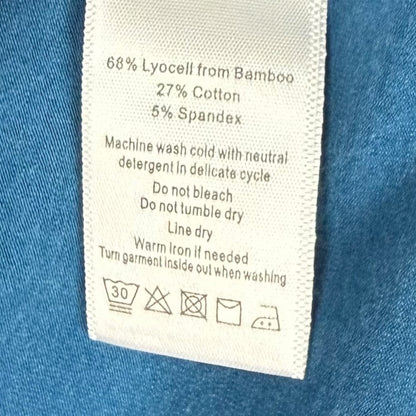 68% Lyocell from Bamboo
27% Cotton
5% Spandex
Machine wash cold with neutral
detergent in delicate cycle
Do not bleach
Do not tumble dry
Line dry
Warm Iron if needed
Turn garment inside out when washing
30